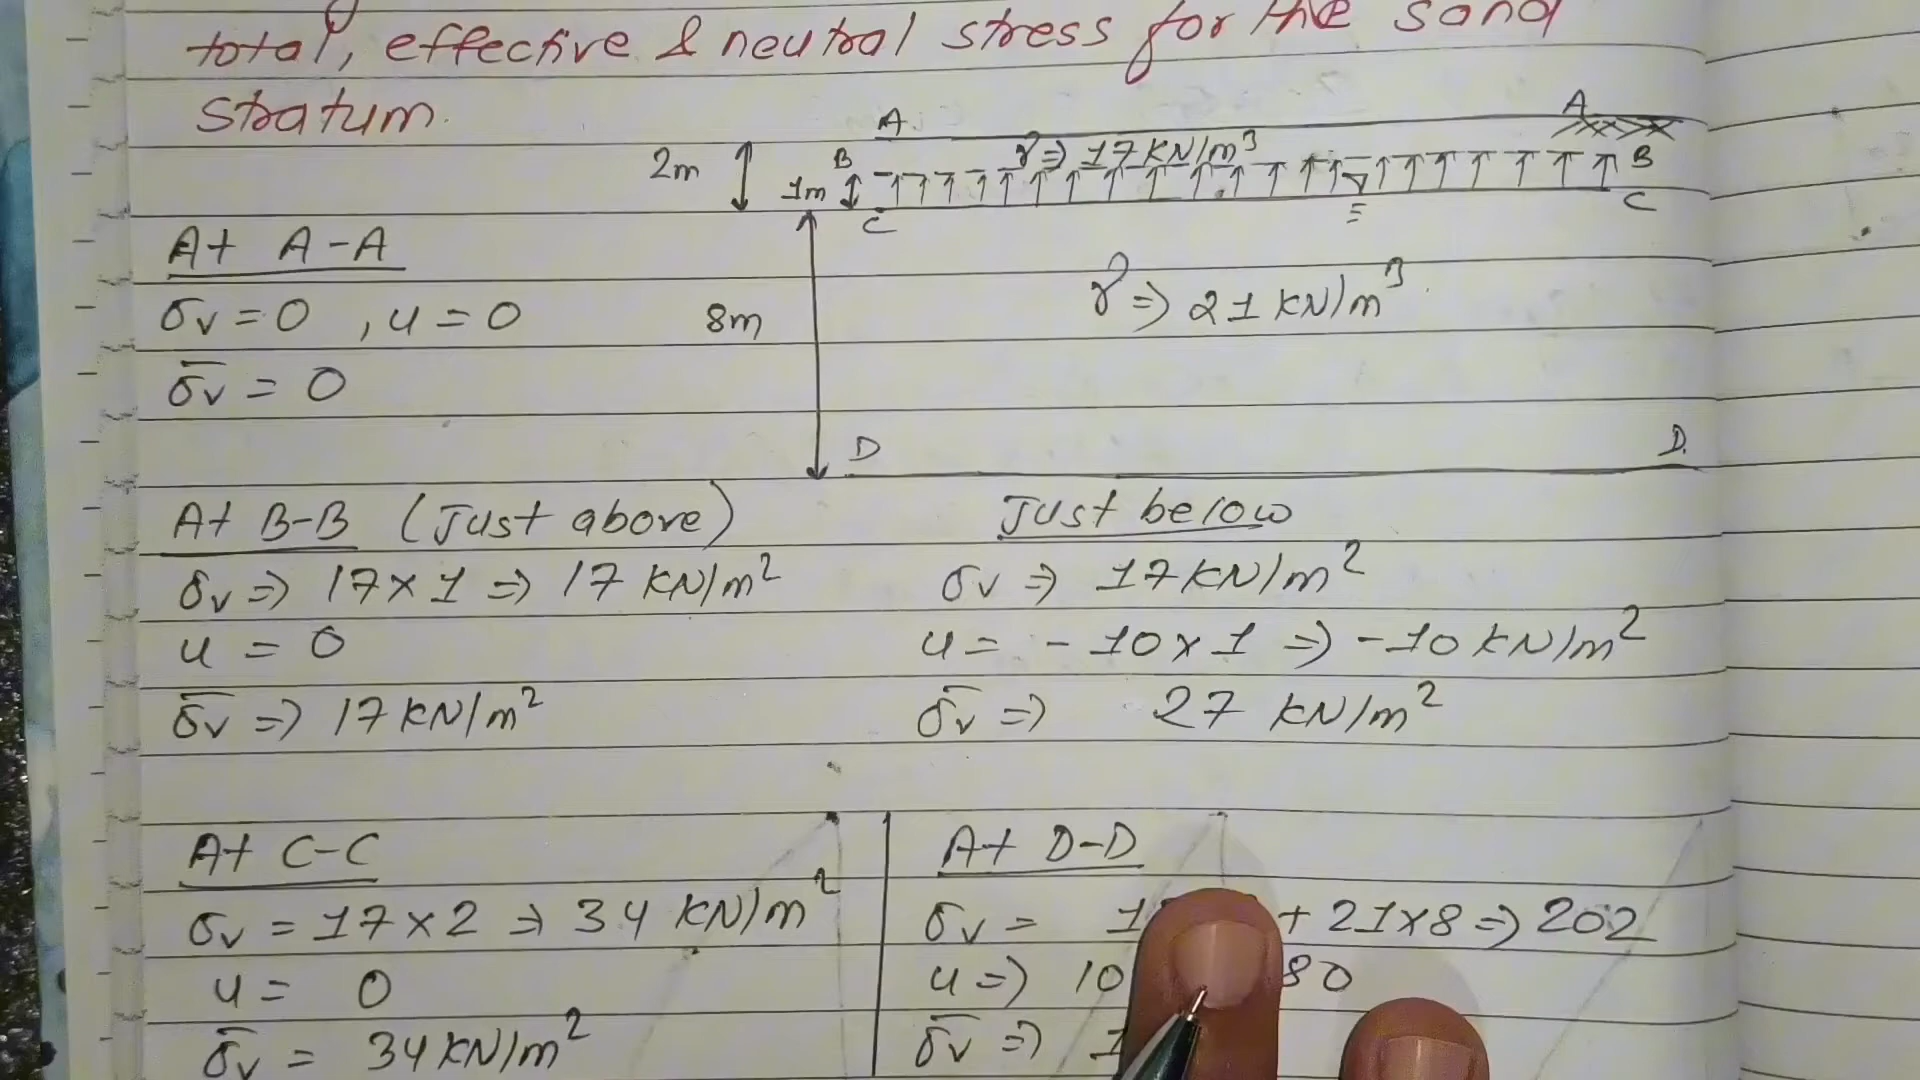 total, effective & neutral stress for the sand
stratum.
A A
2m B γ ⇒ 17 KN/m³ B
1m
C C
At A-A
γ ⇒ 21 KN/m³
σv = 0 , u = 0 8m
σ̅v = 0
D D
At B-B (Just above) Just below
σv ⇒ 17×1 ⇒ 17 KN/m² σv ⇒ 17 KN/m²
u = 0 u = -10×1 ⇒ -10 KN/m²
σ̅v ⇒ 17 KN/m² σ̅v ⇒ 27 KN/m²
At C-C At D-D
σv = 17×2 ⇒ 34 KN/m² σv = + 21×8 ⇒ 202
u = 0 u ⇒ 10 80
σ̅v = 34 KN/m² σ̅v ⇒